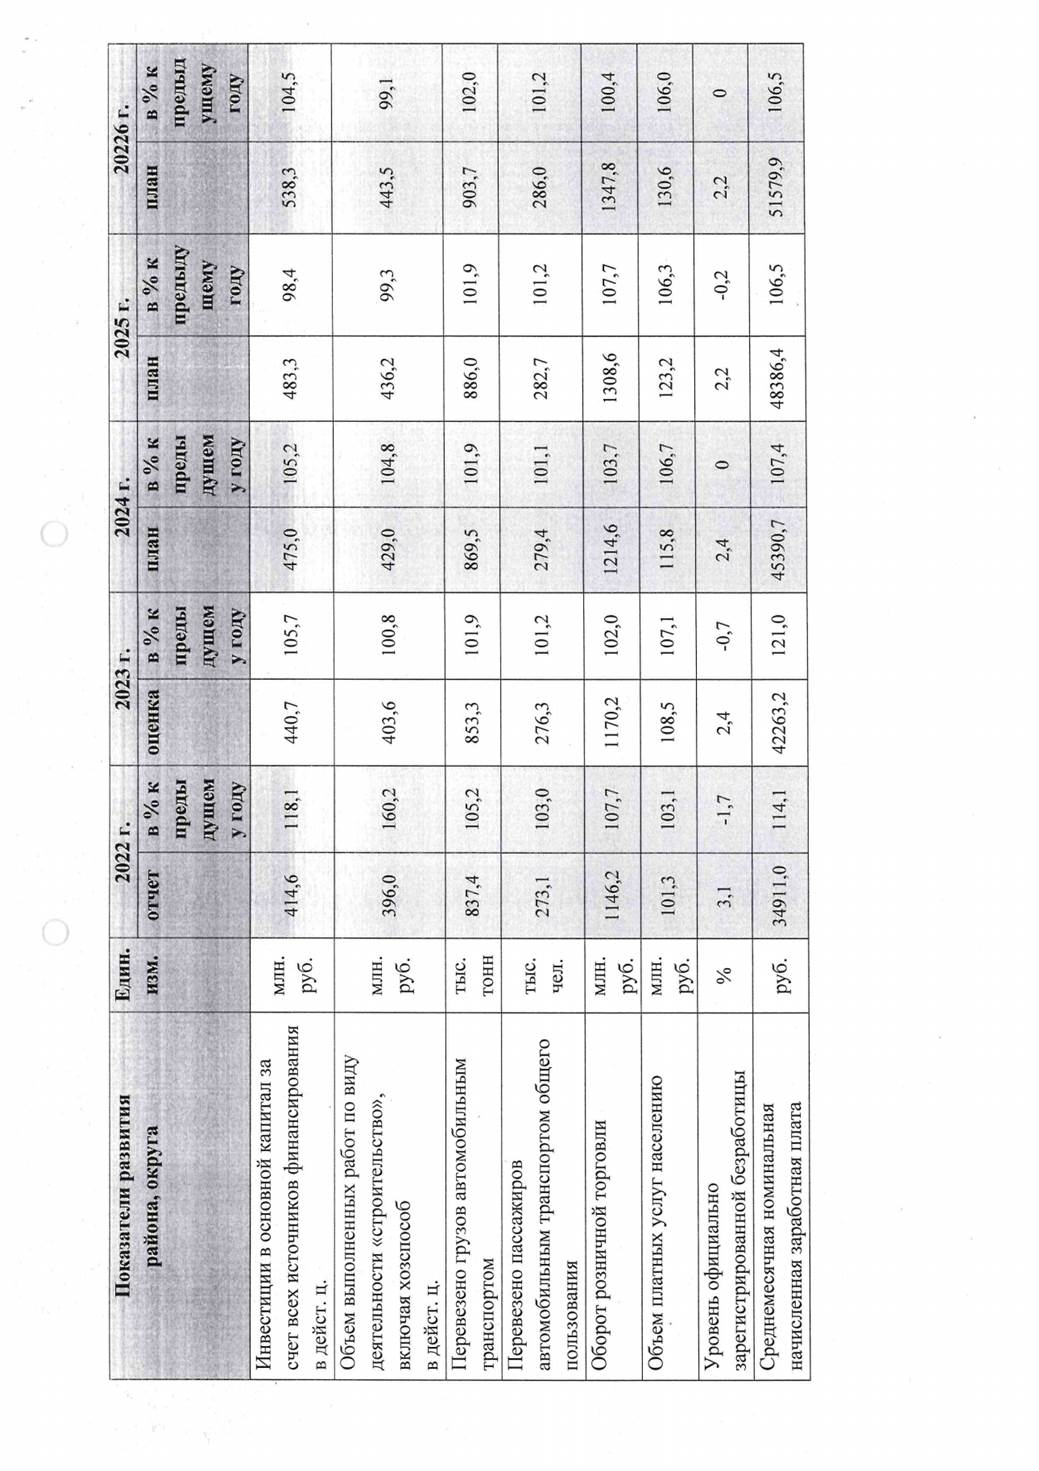 Показатели развития района, округа | Един. изм. | 2022 г. | 2023 г. | 2024 г. | 2025 г. | 20226 г.
отчет | в % к преды дущем у году | оценка | в % к преды дущем у году | план | в % к преды дущем у году | план | в % к предыду щему году | план | в % к предыд ущему году
Инвестиции в основной капитал за
счет всех источников финансирования
в дейст. ц. | млн. руб. | 414,6 | 118,1 | 440,7 | 105,7 | 475,0 | 105,2 | 483,3 | 98,4 | 538,3 | 104,5
Объем выполненных работ по виду
деятельности «строительство»,
включая хозспособ
в дейст. ц. | млн. руб. | 396,0 | 160,2 | 403,6 | 100,8 | 429,0 | 104,8 | 436,2 | 99,3 | 443,5 | 99,1
Перевезено грузов автомобильным
транспортом | тыс. тонн | 837,4 | 105,2 | 853,3 | 101,9 | 869,5 | 101,9 | 886,0 | 101,9 | 903,7 | 102,0
Перевезено пассажиров
автомобильным транспортом общего
пользования | тыс. чел. | 273,1 | 103,0 | 276,3 | 101,2 | 279,4 | 101,1 | 282,7 | 101,2 | 286,0 | 101,2
Оборот розничной торговли | млн. руб. | 1146,2 | 107,7 | 1170,2 | 102,0 | 1214,6 | 103,7 | 1308,6 | 107,7 | 1347,8 | 100,4
Объем платных услуг населению | млн. руб. | 101,3 | 103,1 | 108,5 | 107,1 | 115,8 | 106,7 | 123,2 | 106,3 | 130,6 | 106,0
Уровень официально
зарегистрированной безработицы | % | 3,1 | -1,7 | 2,4 | -0,7 | 2,4 | 0 | 2,2 | -0,2 | 2,2 | 0
Среднемесячная номинальная
начисленная заработная плата | руб. | 34911,0 | 114,1 | 42263,2 | 121,0 | 45390,7 | 107,4 | 48386,4 | 106,5 | 51579,9 | 106,5